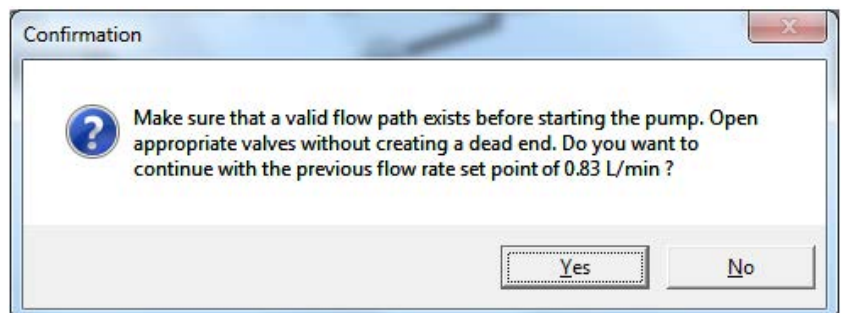 Confirmation
Make sure that a valid flow path exists before starting the pump. Open
appropriate valves without creating a dead end. Do you want to
continue with the previous flow rate set point of 0.83 L/min ?
Yes
No